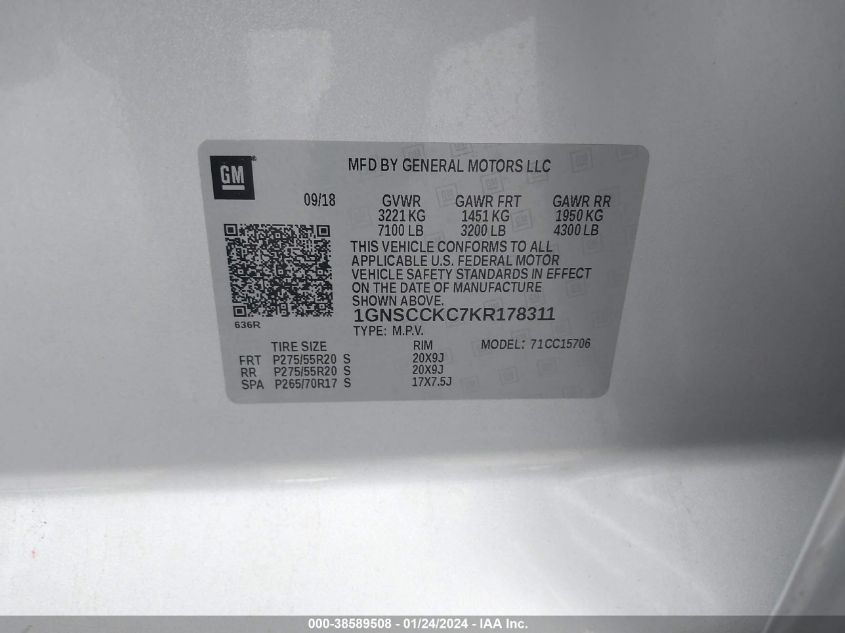 GM
MFD BY GENERAL MOTORS LLC
09/18 GVWR GAWR FRT GAWR RR
3221 KG 1451 KG 1950 KG
7100 LB 3200 LB 4300 LB
THIS VEHICLE CONFORMS TO ALL
APPLICABLE U.S. FEDERAL MOTOR
VEHICLE SAFETY STANDARDS IN EFFECT
ON THE DATE OF MANUFACTURE
SHOWN ABOVE.
636R
1GNSCCKC7KR178311
TYPE: M.P.V.
TIRE SIZE RIM MODEL: 71CC15706
FRT P275/55R20 S 20X9J
RR P275/55R20 S 20X9J
SPA P265/70R17 S 17X7.5J
000-38589508 - 01/24/2024 - IAA Inc.